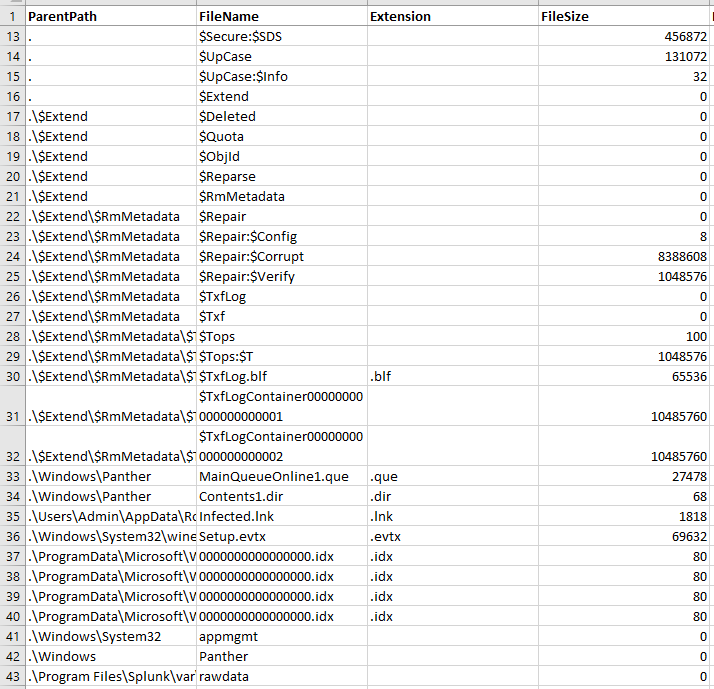 1 ParentPath FileName Extension FileSize
13 . $Secure:$SDS 456872
14 . $UpCase 131072
15 . $UpCase:$Info 32
16 . $Extend 0
17 .\$Extend $Deleted 0
18 .\$Extend $Quota 0
19 .\$Extend $ObjId 0
20 .\$Extend $Reparse 0
21 .\$Extend $RmMetadata 0
22 .\$Extend\$RmMetadata $Repair 0
23 .\$Extend\$RmMetadata $Repair:$Config 8
24 .\$Extend\$RmMetadata $Repair:$Corrupt 8388608
25 .\$Extend\$RmMetadata $Repair:$Verify 1048576
26 .\$Extend\$RmMetadata $TxfLog 0
27 .\$Extend\$RmMetadata $Txf 0
28 .\$Extend\$RmMetadata\$T $Tops 100
29 .\$Extend\$RmMetadata\$T $Tops:$T 1048576
30 .\$Extend\$RmMetadata\$T $TxfLog.blf .blf 65536
$TxfLogContainer00000000
31 .\$Extend\$RmMetadata\$T 000000000001 10485760
$TxfLogContainer00000000
32 .\$Extend\$RmMetadata\$T 000000000002 10485760
33 .\Windows\Panther MainQueueOnline1.que .que 27478
34 .\Windows\Panther Contents1.dir .dir 68
35 .\Users\Admin\AppData\Ro Infected.lnk .lnk 1818
36 .\Windows\System32\wine Setup.evtx .evtx 69632
37 .\ProgramData\Microsoft\W 0000000000000000.idx .idx 80
38 .\ProgramData\Microsoft\W 0000000000000000.idx .idx 80
39 .\ProgramData\Microsoft\W 0000000000000000.idx .idx 80
40 .\ProgramData\Microsoft\W 0000000000000000.idx .idx 80
41 .\Windows\System32 appmgmt 0
42 .\Windows Panther 0
43 .\Program Files\Splunk\var rawdata 0